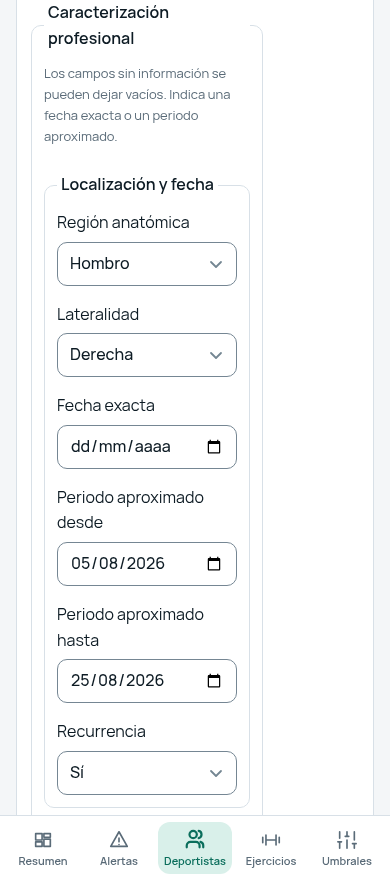 Caracterización
profesional
Los campos sin información se
pueden dejar vacíos. Indica una
fecha exacta o un periodo
aproximado.
Localización y fecha
Región anatómica
Hombro
Lateralidad
Derecha
Fecha exacta
dd/mm/aaaa
Periodo aproximado
desde
05/08/2026
Periodo aproximado
hasta
25/08/2026
Recurrencia
Sí
Resumen
Alertas
Deportistas
Ejercicios
Umbrales